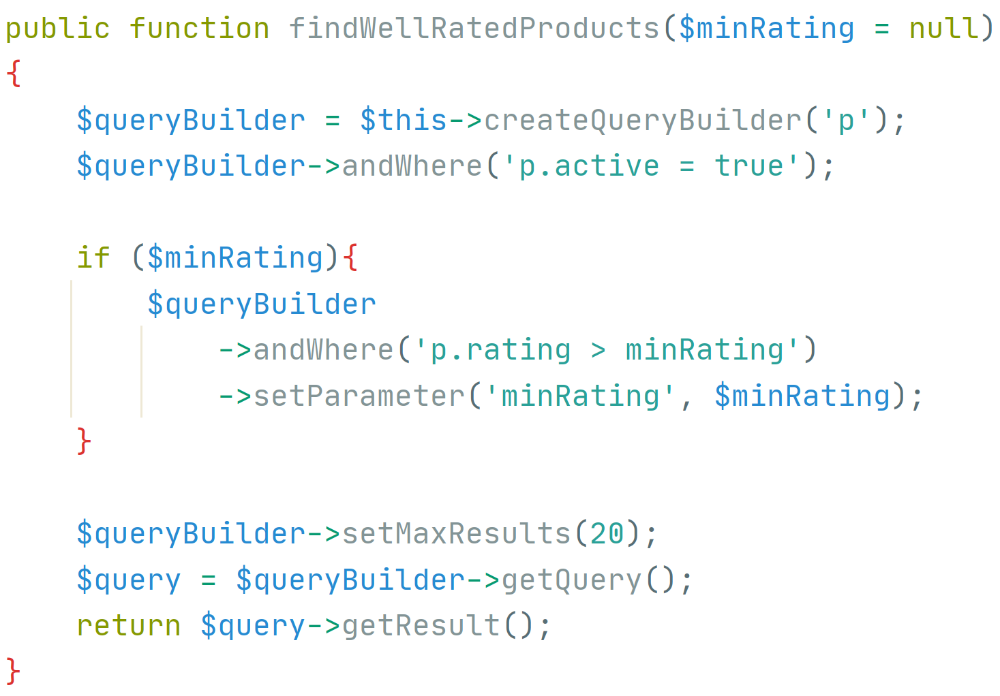 public function findWellRatedProducts($minRating = null)
{
    $queryBuilder = $this->createQueryBuilder('p');
    $queryBuilder->andWhere('p.active = true');

    if ($minRating){
        $queryBuilder
            ->andWhere('p.rating > minRating')
            ->setParameter('minRating', $minRating);
    }

    $queryBuilder->setMaxResults(20);
    $query = $queryBuilder->getQuery();
    return $query->getResult();
}